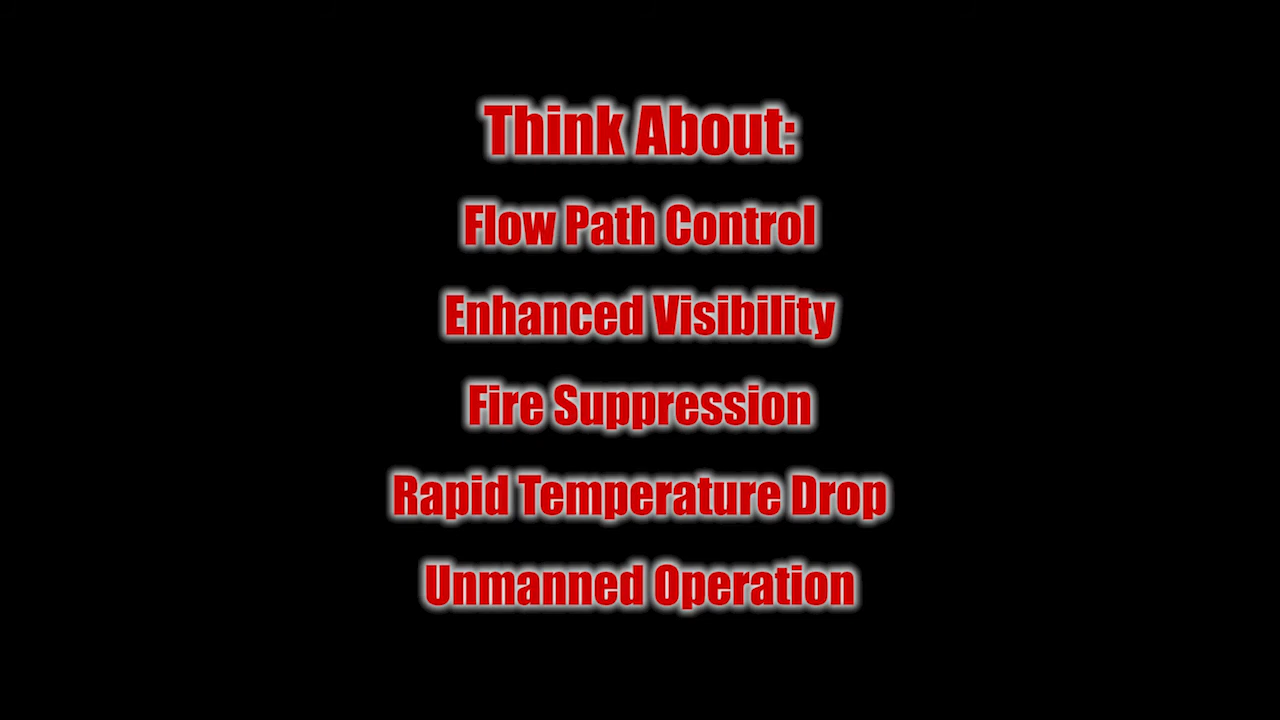 Think About:
Flow Path Control
Enhanced Visibility
Fire Suppression
Rapid Temperature Drop
Unmanned Operation